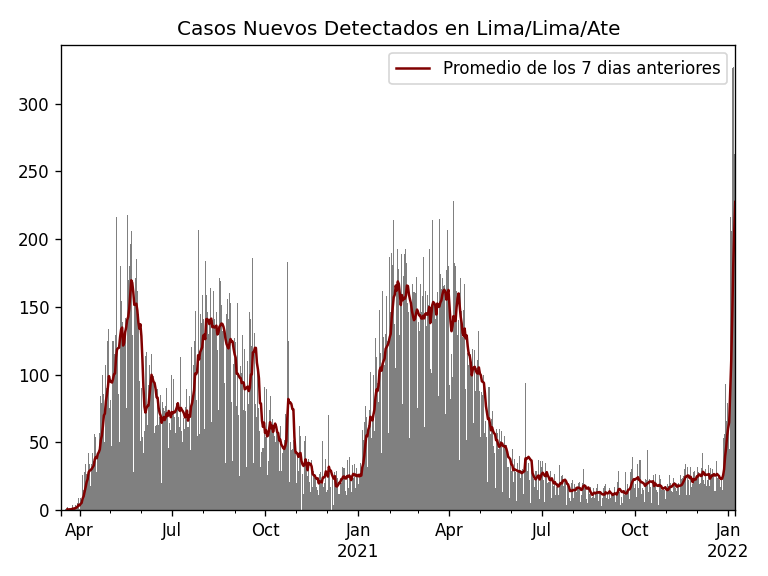 Casos Nuevos Detectados en Lima/Lima/Ate
Promedio de los 7 dias anteriores
300
250
200
150
100
50
0
Apr Jul Oct Jan Apr Jul Oct Jan
2021 2022